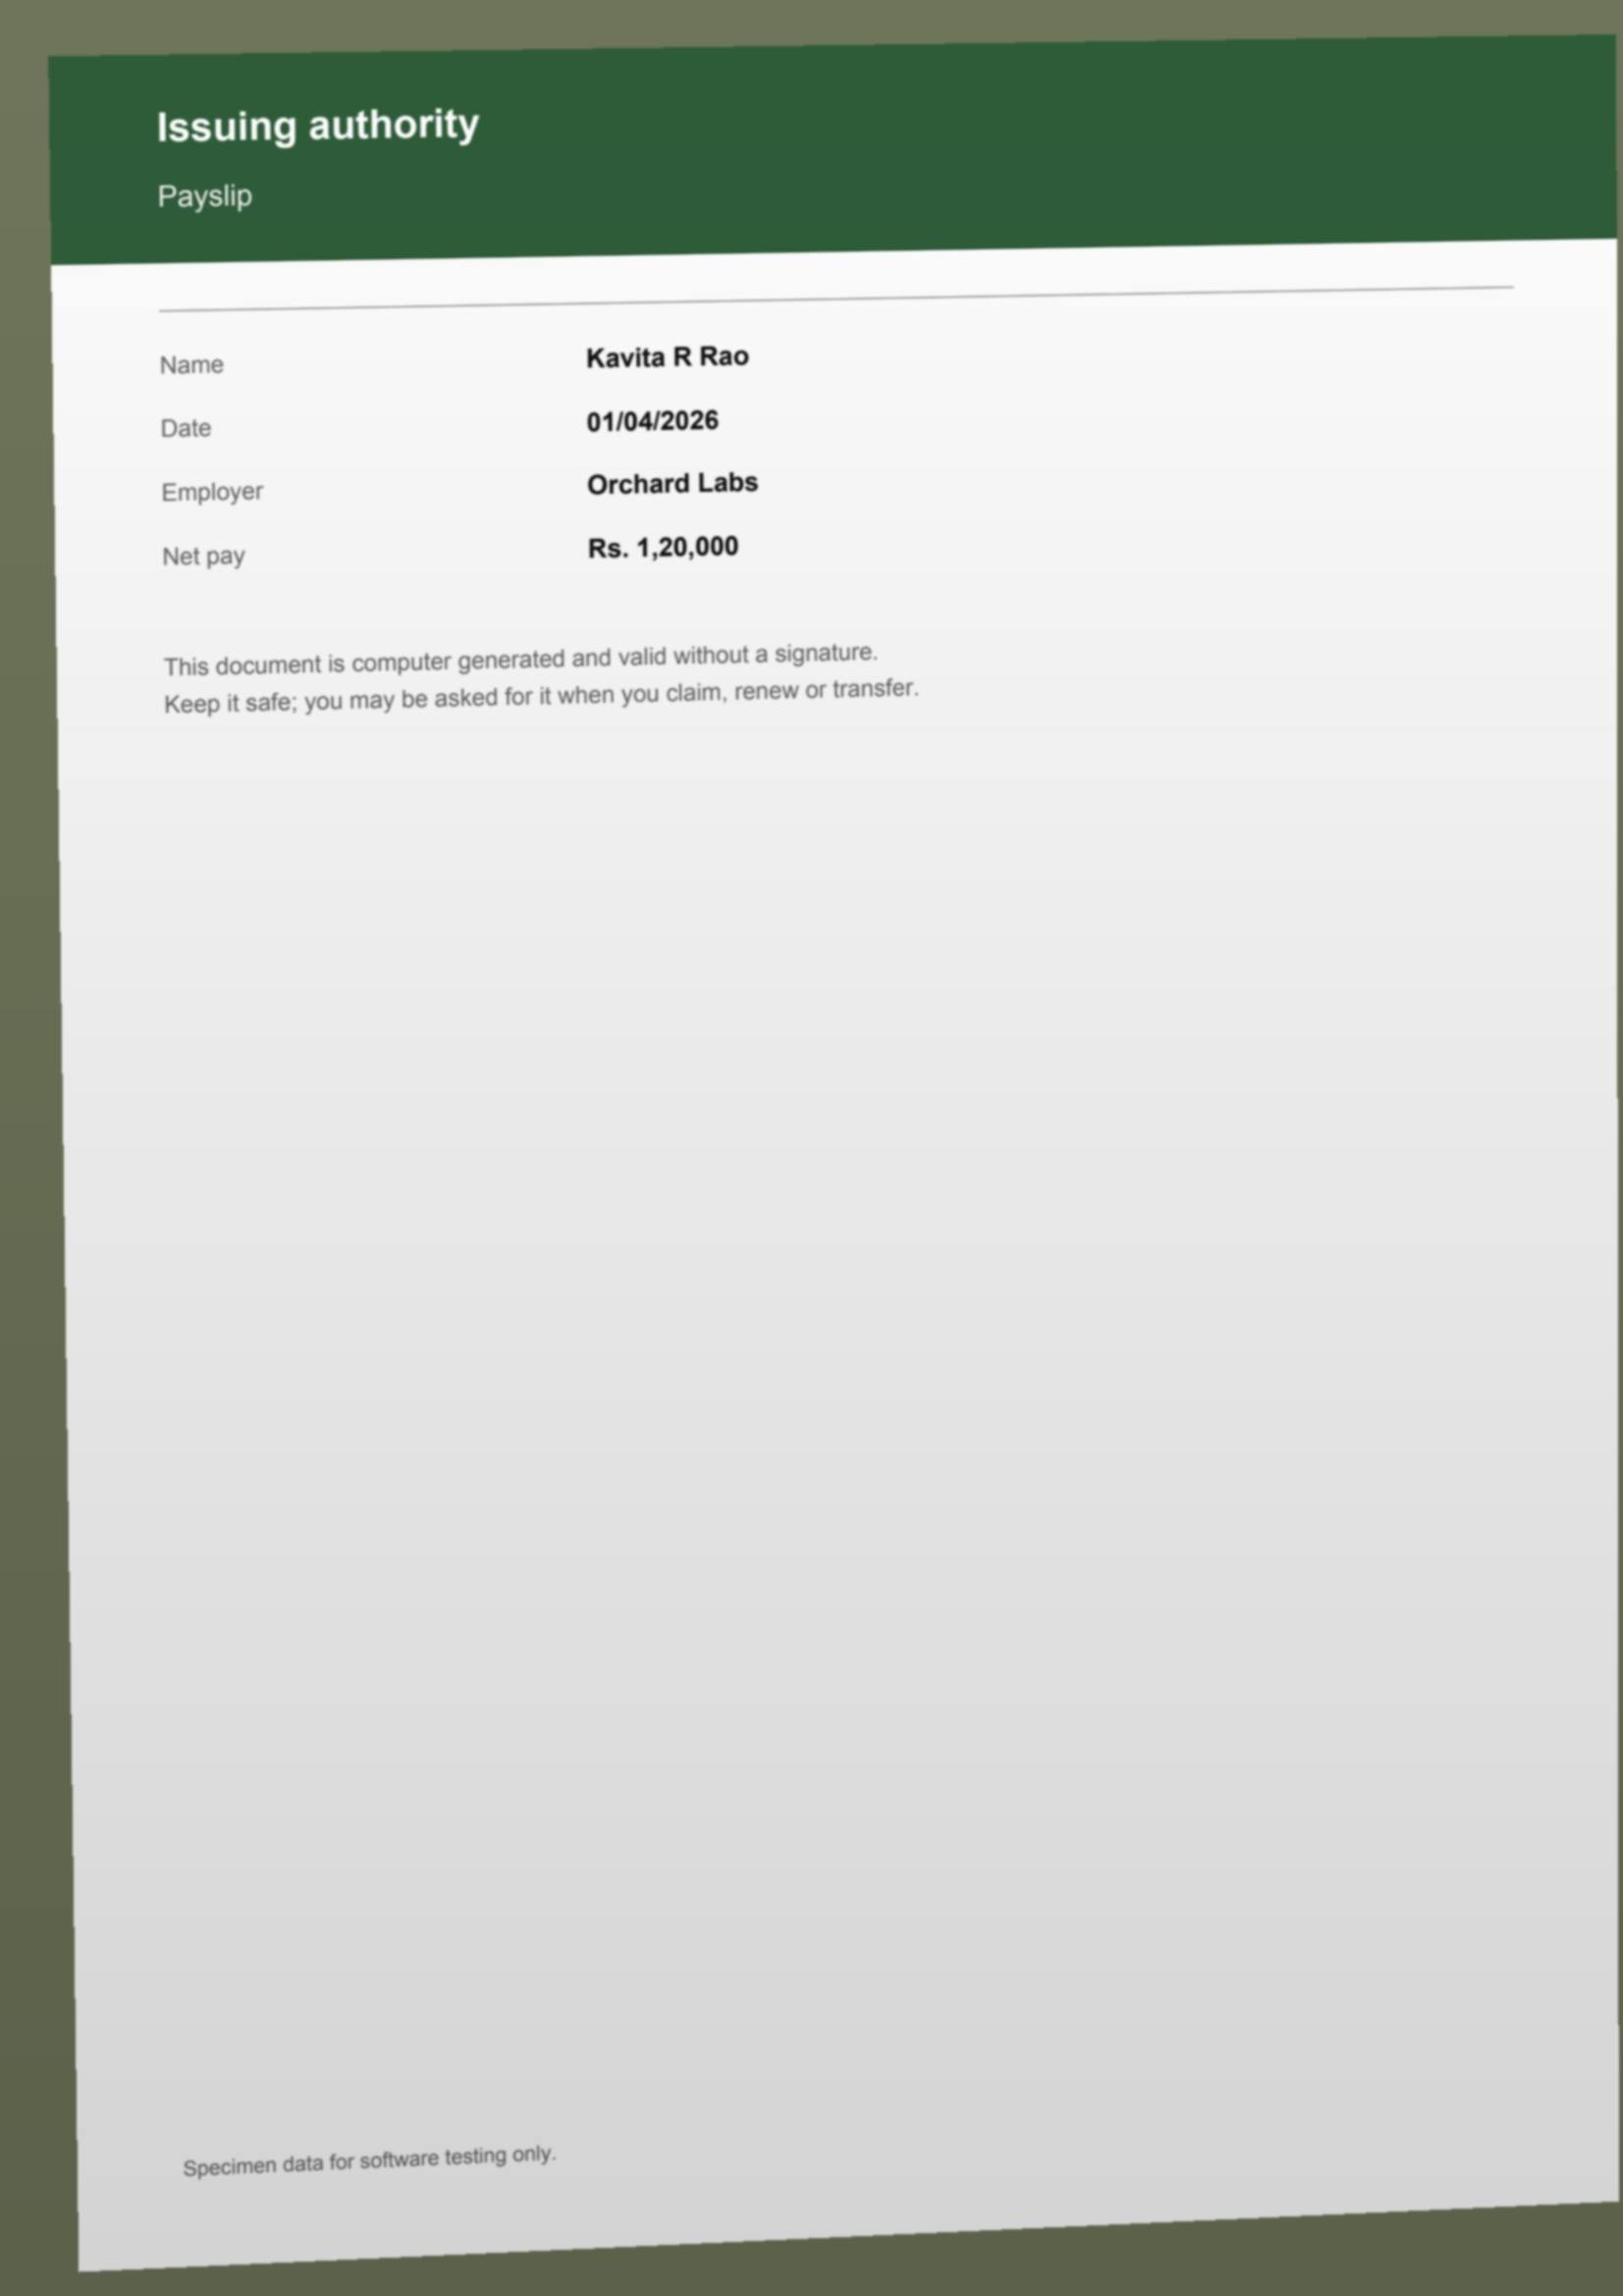 Issuing authority
Payslip
Name Kavita R Rao
Date 01/04/2026
Employer Orchard Labs
Net pay Rs. 1,20,000
This document is computer generated and valid without a signature.
Keep it safe; you may be asked for it when you claim, renew or transfer.
Specimen data for software testing only.